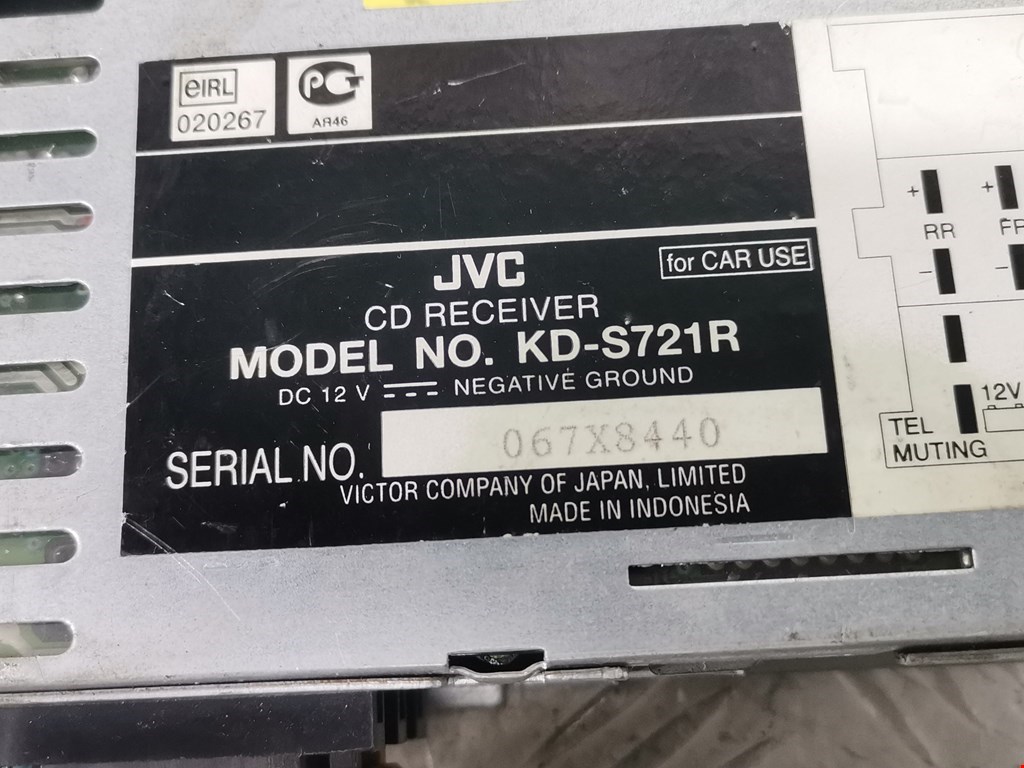 eIRL
020267
PCT
AR46
JVC
for CAR USE
CD RECEIVER
MODEL NO. KD-S721R
DC 12 V NEGATIVE GROUND
SERIAL NO. 067X8440
VICTOR COMPANY OF JAPAN, LIMITED
MADE IN INDONESIA
+ +
RR FR
- -
12V
TEL
MUTING